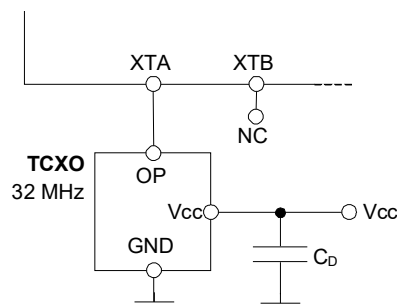 XTA XTB
NC
TCXO
32 MHz
OP
Vcc
Vcc
GND
CD